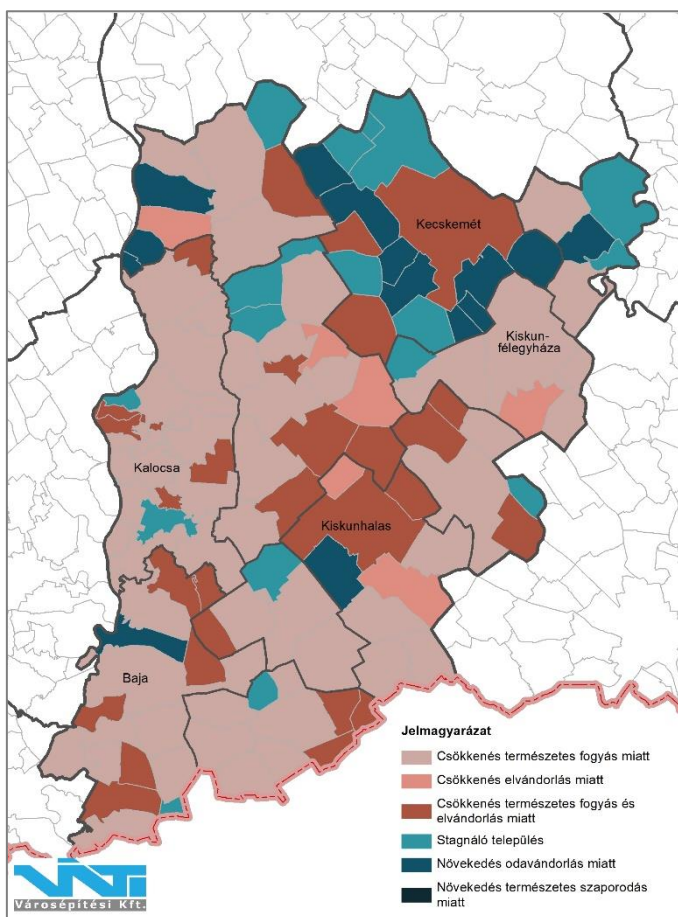 Kecskemét
Kiskun-
félegyháza
Kalocsa
Kiskunhalas
Baja
Jelmagyarázat
Csökkenés természetes fogyás miatt
Csökkenés elvándorlás miatt
Csökkenés természetes fogyás és
elvándorlás miatt
Stagnáló település
Növekedés odavándorlás miatt
Növekedés természetes szaporodás
miatt
VÁTI
Városépítési Kft.